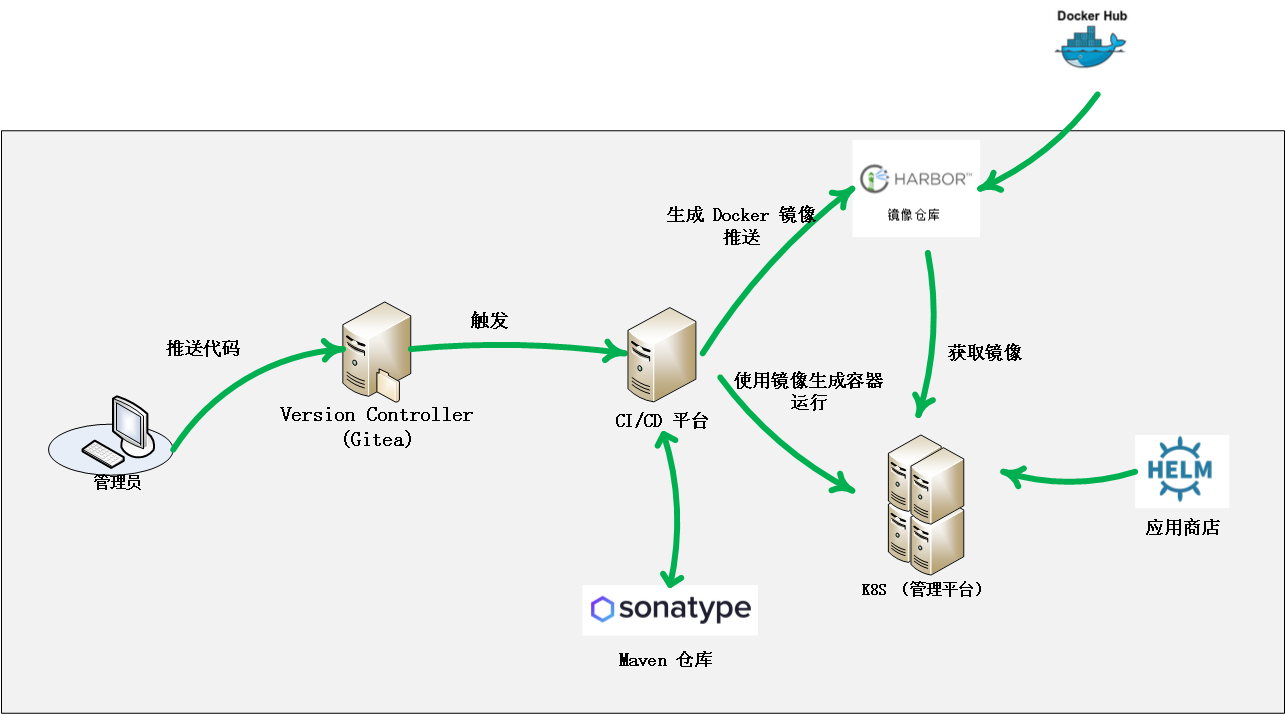 Docker Hub
HARBOR™
镜像仓库
生成 Docker 镜像
推送
触发
推送代码
获取镜像
使用镜像生成容器
运行
Version Controller
(Gitea)
CI/CD 平台
管理员
HELM
应用商店
K8S （管理平台）
sonatype
Maven 仓库